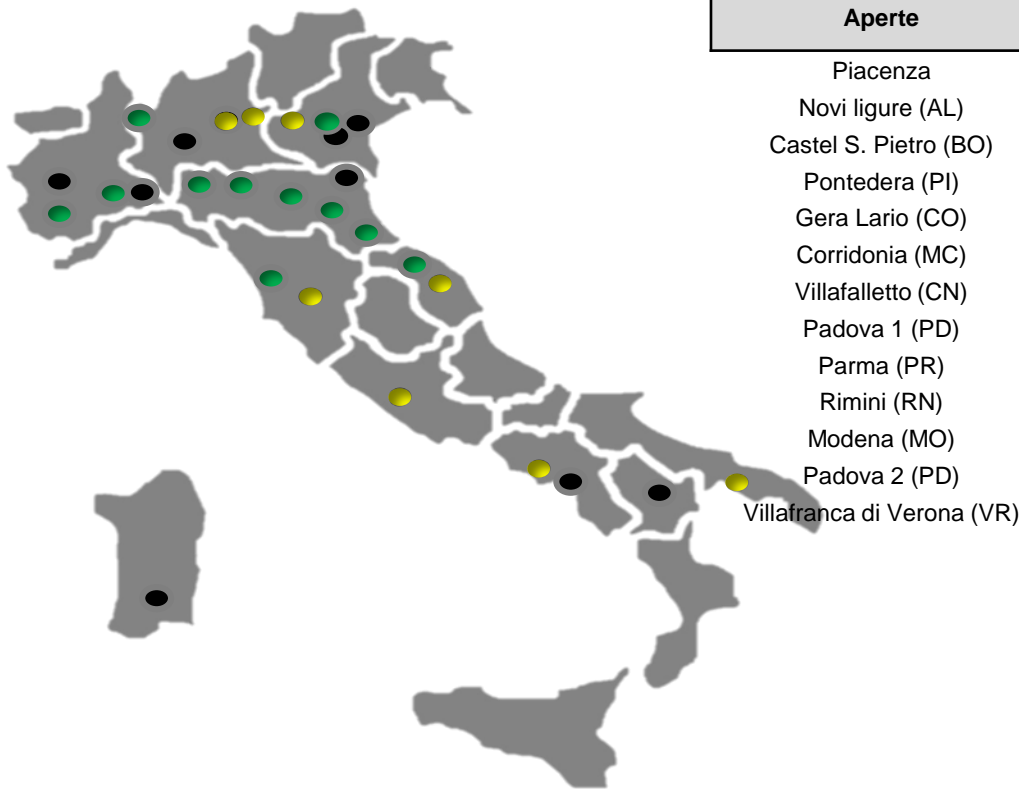 Aperte
Piacenza
Novi ligure (AL)
Castel S. Pietro (BO)
Pontedera (PI)
Gera Lario (CO)
Corridonia (MC)
Villafalletto (CN)
Padova 1 (PD)
Parma (PR)
Rimini (RN)
Modena (MO)
Padova 2 (PD)
Villafranca di Verona (VR)